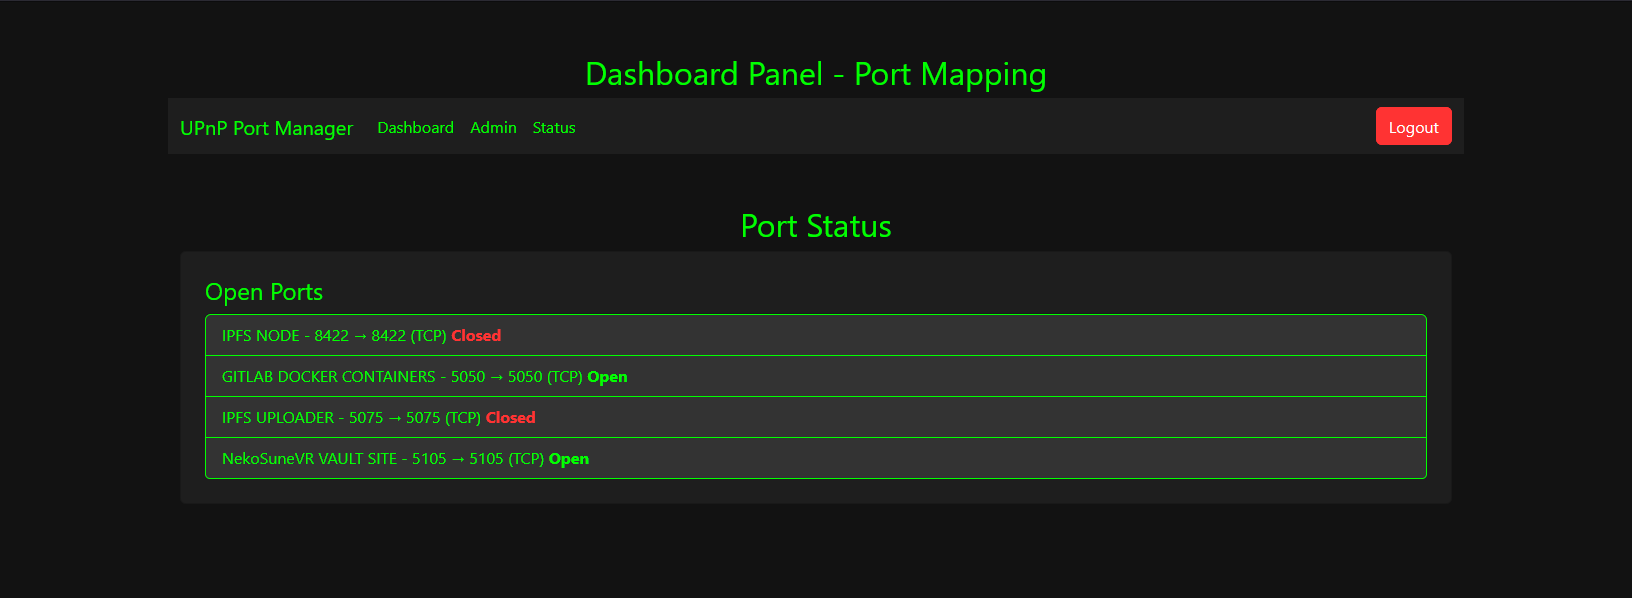 Dashboard Panel - Port Mapping
UPnP Port Manager Dashboard Admin Status Logout
Port Status
Open Ports
IPFS NODE - 8422 → 8422 (TCP) Closed
GITLAB DOCKER CONTAINERS - 5050 → 5050 (TCP) Open
IPFS UPLOADER - 5075 → 5075 (TCP) Closed
NekoSuneVR VAULT SITE - 5105 → 5105 (TCP) Open